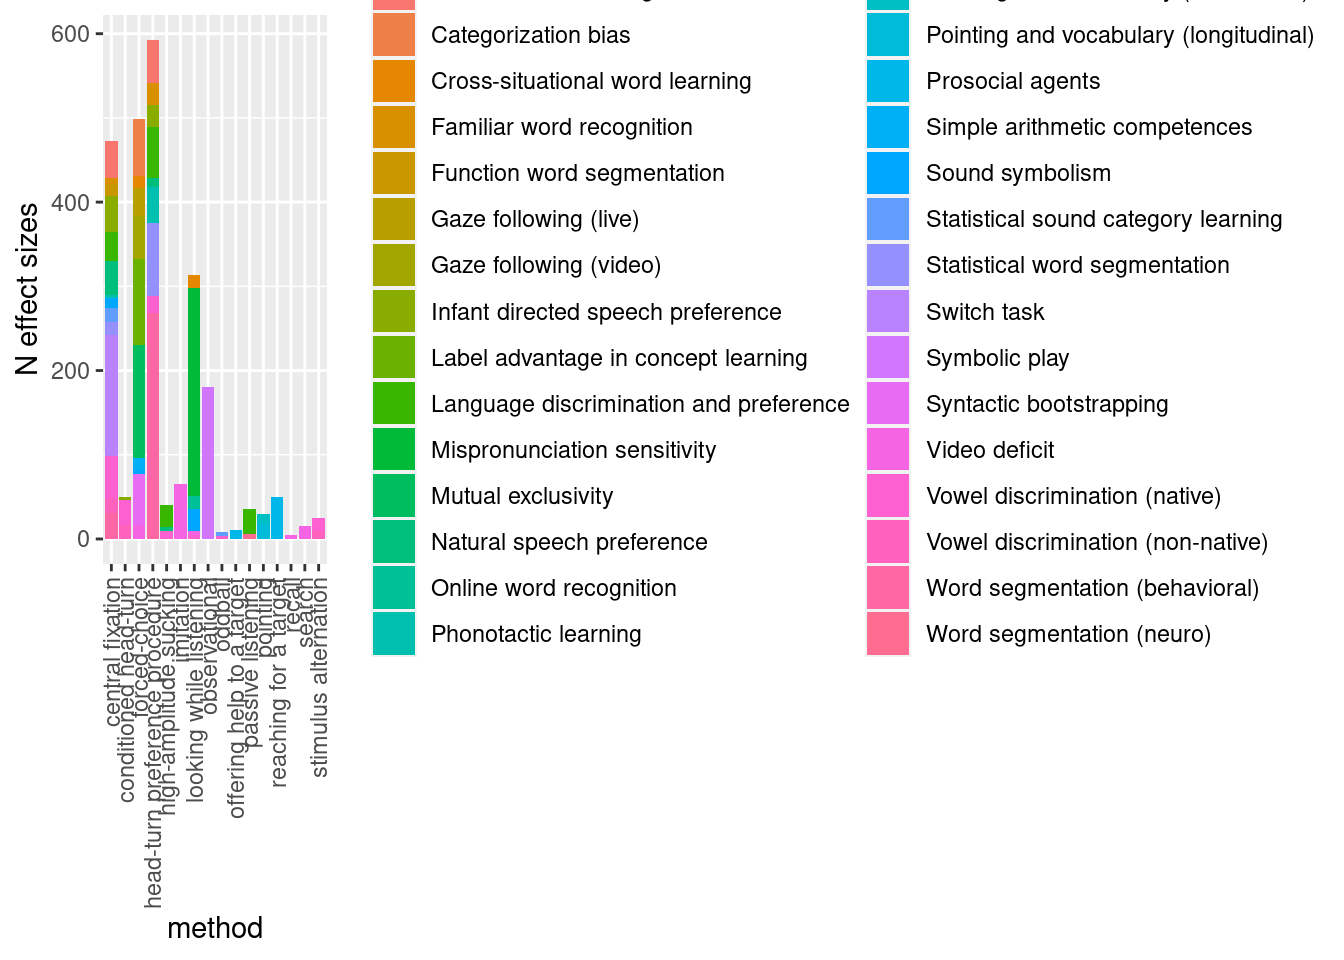 600
400
200
0
N effect sizes
central fixation
conditioned head-turn
forced-choice
head-turn preference procedure
high-amplitude sucking
imitation
looking while listening
observational
oddball
offering help to a target
passive listening
pointing
reaching for a target
recall
search
stimulus alternation
method
Categorization bias
Cross-situational word learning
Familiar word recognition
Function word segmentation
Gaze following (live)
Gaze following (video)
Infant directed speech preference
Label advantage in concept learning
Language discrimination and preference
Mispronunciation sensitivity
Mutual exclusivity
Natural speech preference
Online word recognition
Phonotactic learning
Pointing and vocabulary (longitudinal)
Prosocial agents
Simple arithmetic competences
Sound symbolism
Statistical sound category learning
Statistical word segmentation
Switch task
Symbolic play
Syntactic bootstrapping
Video deficit
Vowel discrimination (native)
Vowel discrimination (non-native)
Word segmentation (behavioral)
Word segmentation (neuro)